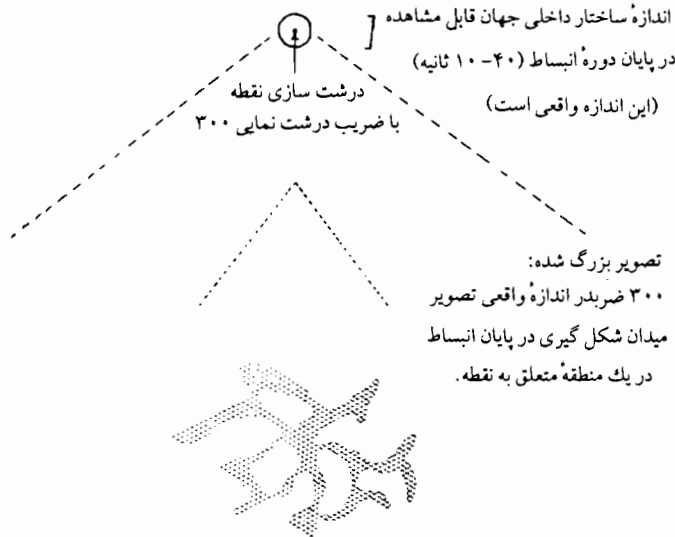 اندازهٔ ساختار داخلی جهان قابل مشاهده
در پایان دورهٔ انبساط (۴۰-۱۰ ثانیه)
(این اندازه واقعی است)
درشت سازی نقطه
با ضریب درشت نمایی ۳۰۰
تصویر بزرگ شده:
۳۰۰ ضربدر اندازهٔ واقعی تصویر
میدان شکل گیری در پایان انبساط
در يك منطقهٔ متعلق به نقطه.